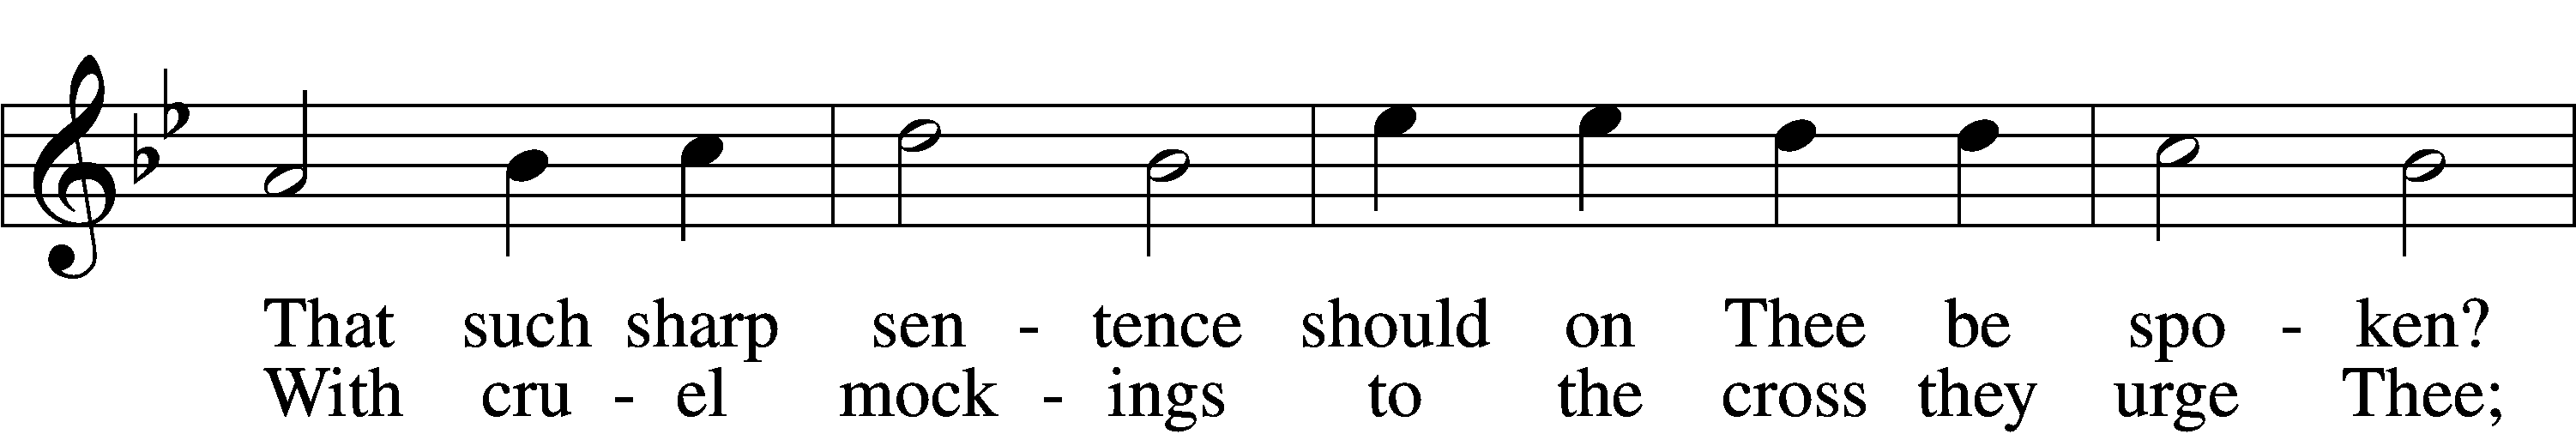 That such sharp sen - tence should on Thee be spo - ken?
With cru - el mock - ings to the cross they urge Thee;